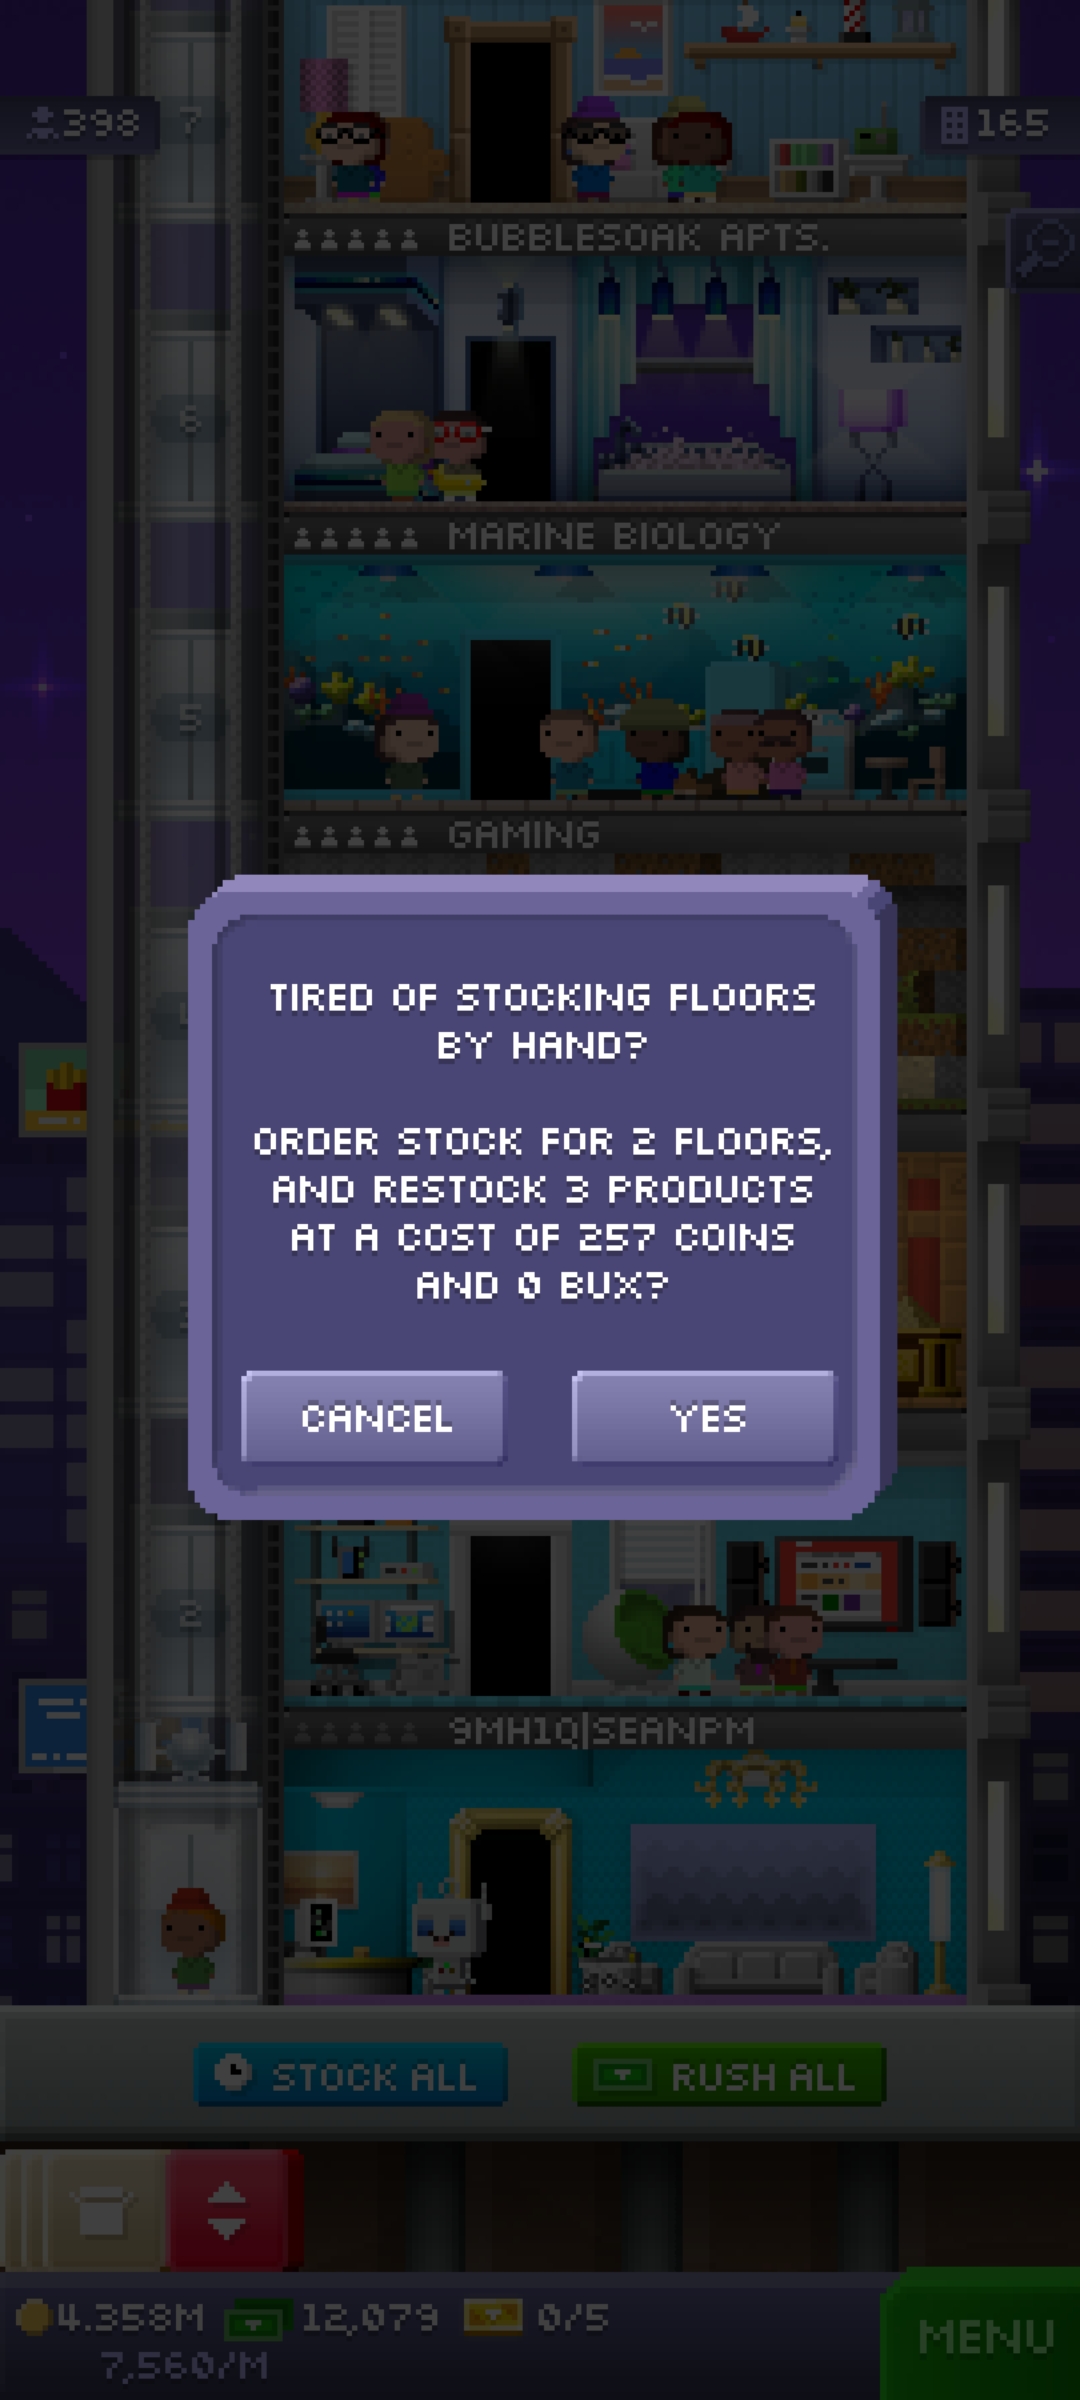 398
7
165
BUBBLESOAK APTS.
6
MARINE BIOLOGY
5
GAMING
TIRED OF STOCKING FLOORS
BY HAND?
ORDER STOCK FOR 2 FLOORS,
AND RESTOCK 3 PRODUCTS
AT A COST OF 257 COINS
AND 0 BUX?
CANCEL
YES
2
9MH1Q|SEANPM
STOCK ALL
RUSH ALL
4.358M
12,079
0/5
7,560/M
MENU